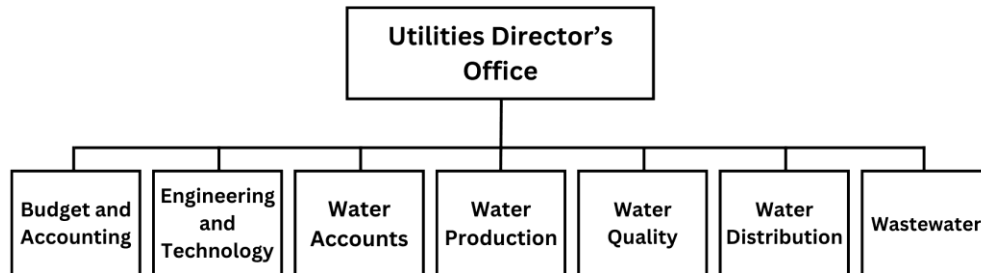 Utilities Director’s
Office
Budget and
Accounting
Engineering
and
Technology
Water
Accounts
Water
Production
Water
Quality
Water
Distribution
Wastewater